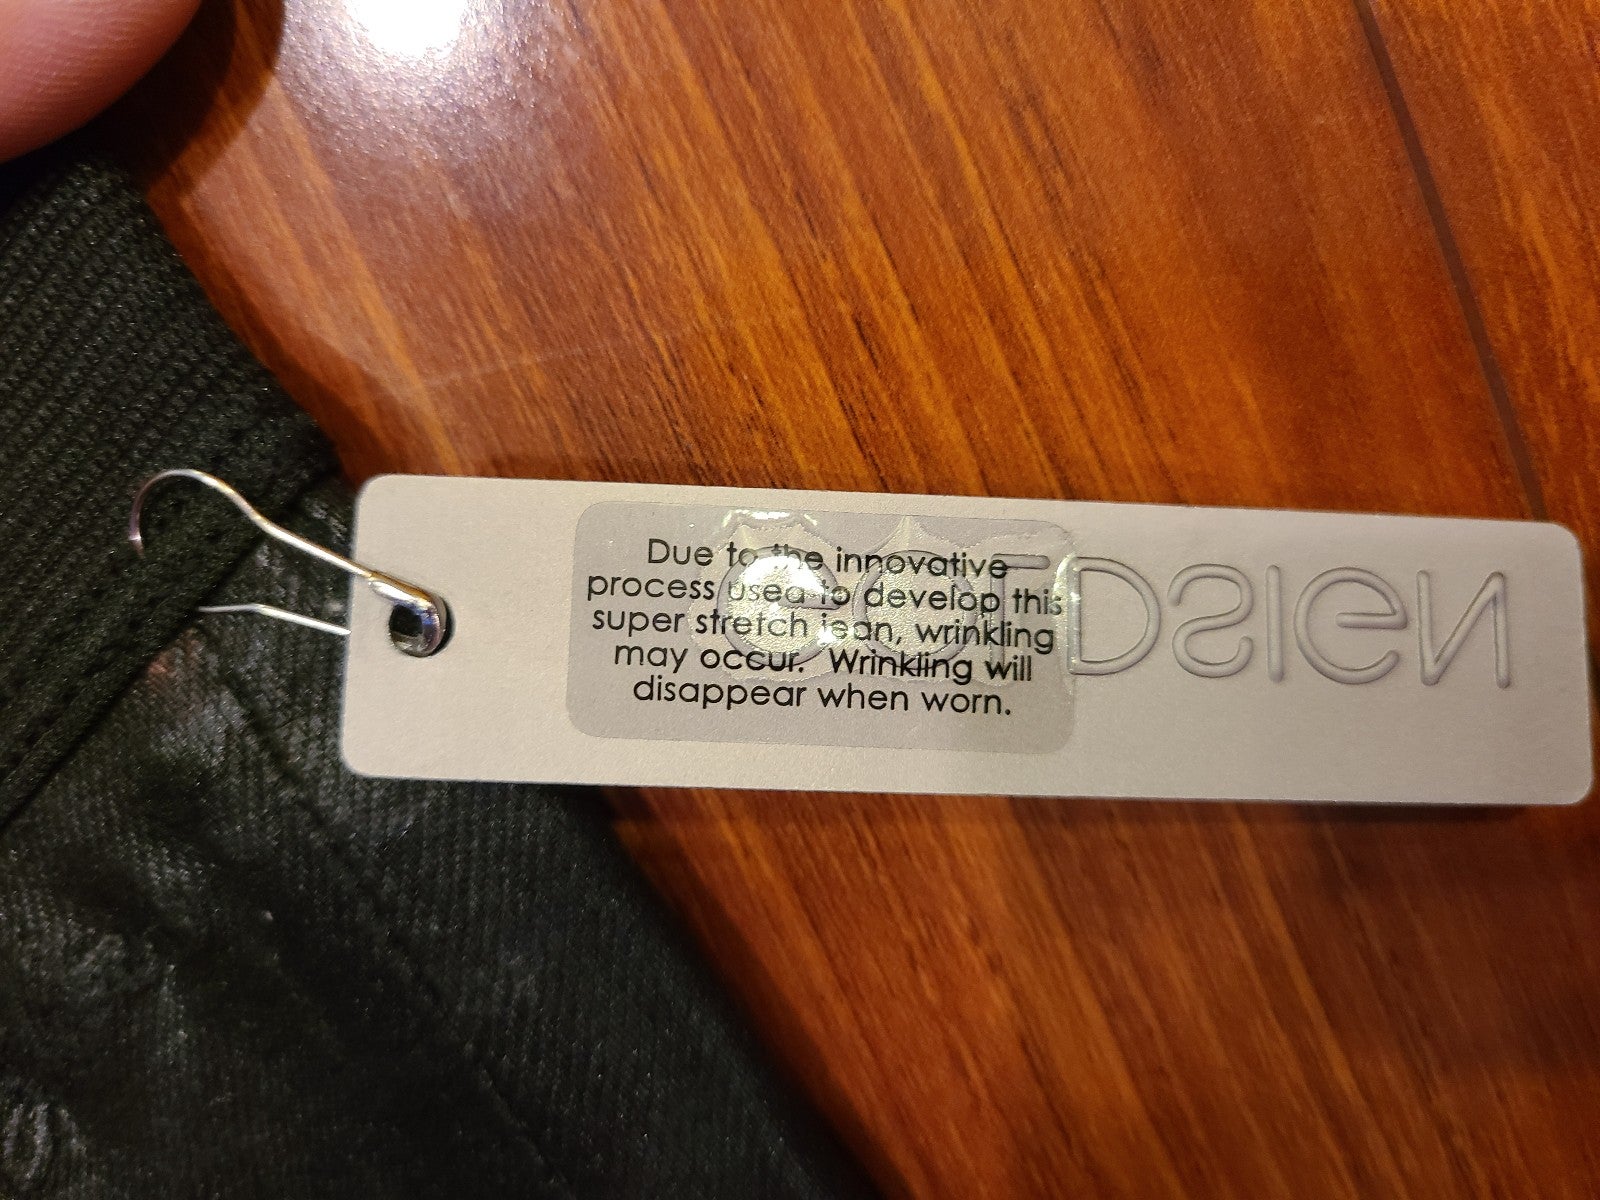 Due to the innovative
process used to develop this
super stretch jean, wrinkling
may occur. Wrinkling will
disappear when worn.